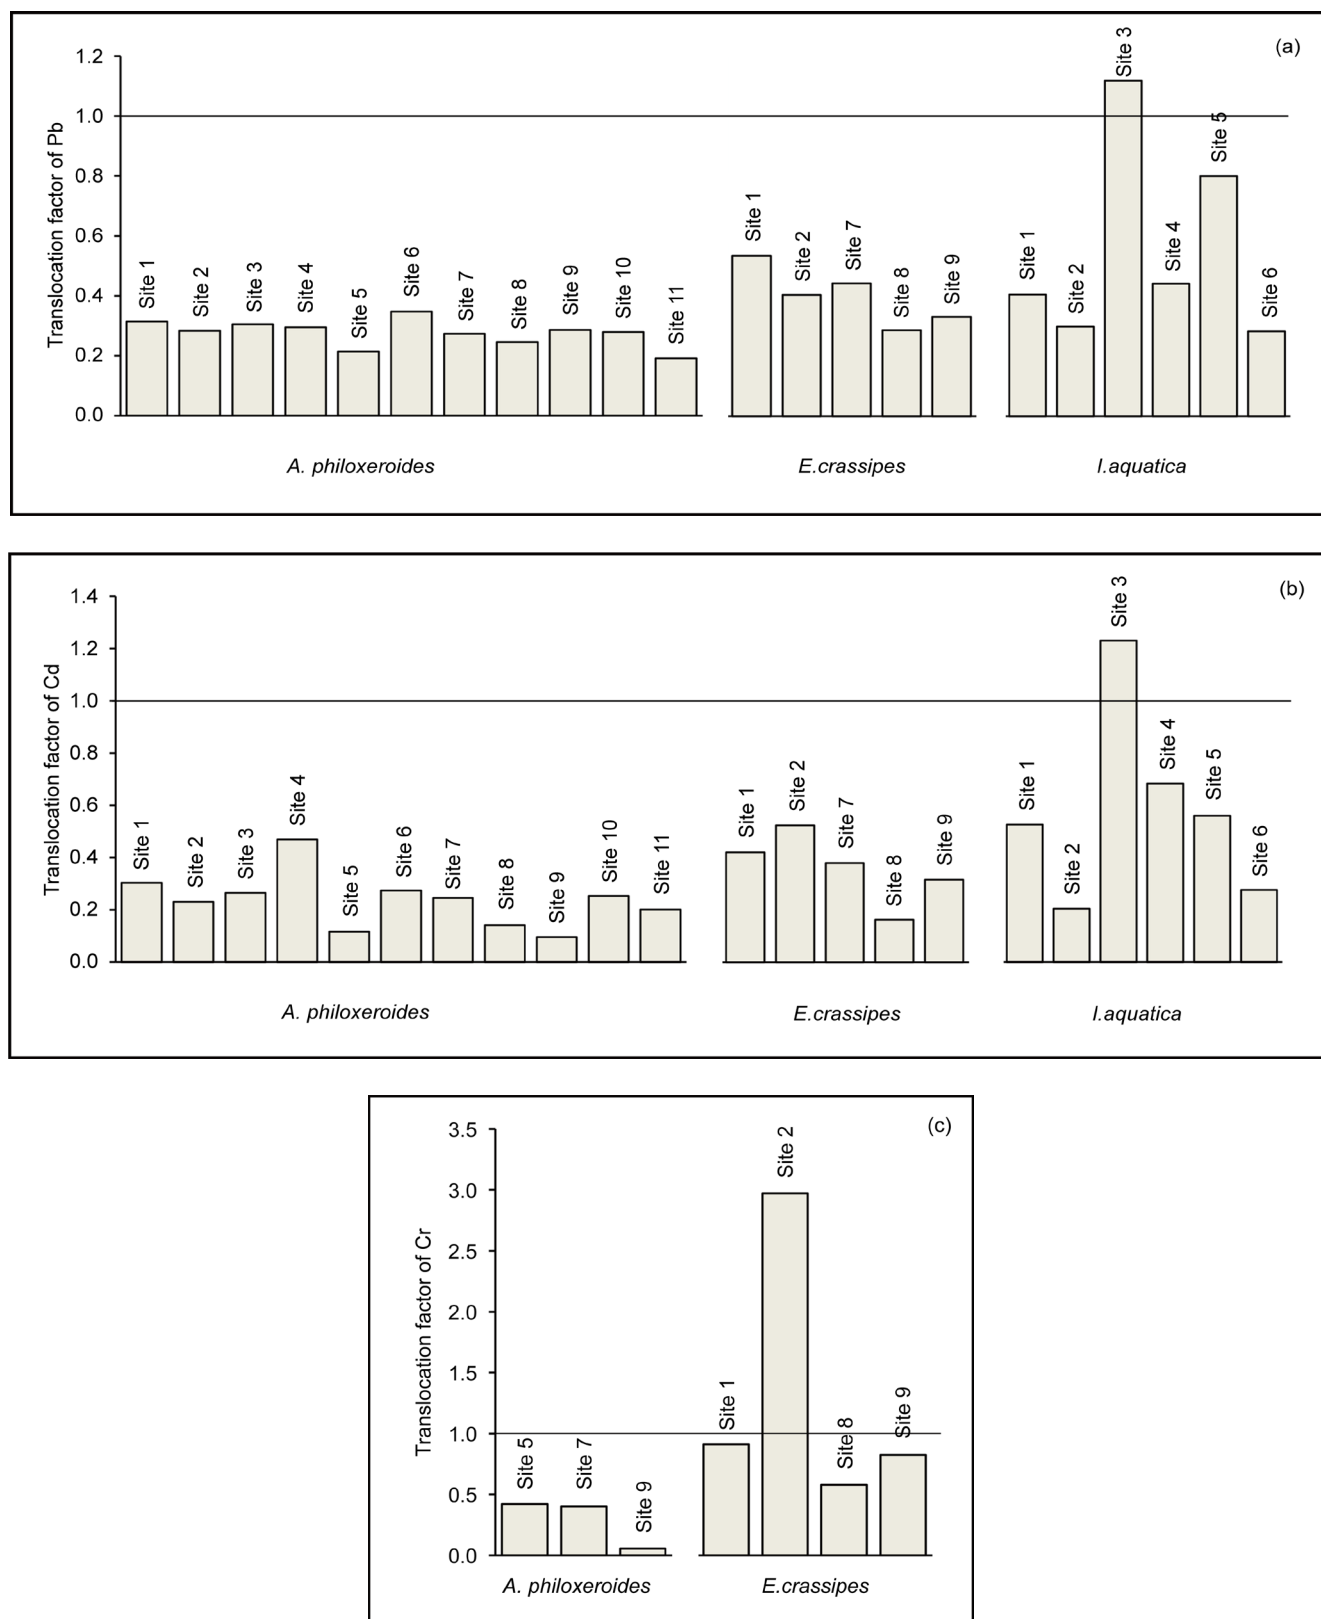 (a)
Translocation factor of Pb
1.2
1.0
0.8
0.6
0.4
0.2
0.0
Site 1
Site 2
Site 3
Site 4
Site 5
Site 6
Site 7
Site 8
Site 9
Site 10
Site 11
Site 1
Site 2
Site 7
Site 8
Site 9
Site 1
Site 2
Site 3
Site 4
Site 5
Site 6
A. philoxeroides
E.crassipes
I.aquatica
(b)
Translocation factor of Cd
1.4
1.2
1.0
0.8
0.6
0.4
0.2
0.0
Site 1
Site 2
Site 3
Site 4
Site 5
Site 6
Site 7
Site 8
Site 9
Site 10
Site 11
Site 1
Site 2
Site 7
Site 8
Site 9
Site 1
Site 2
Site 3
Site 4
Site 5
Site 6
A. philoxeroides
E.crassipes
I.aquatica
(c)
Translocation factor of Cr
3.5
3.0
2.5
2.0
1.5
1.0
0.5
0.0
Site 5
Site 7
Site 9
Site 1
Site 2
Site 8
Site 9
A. philoxeroides
E.crassipes